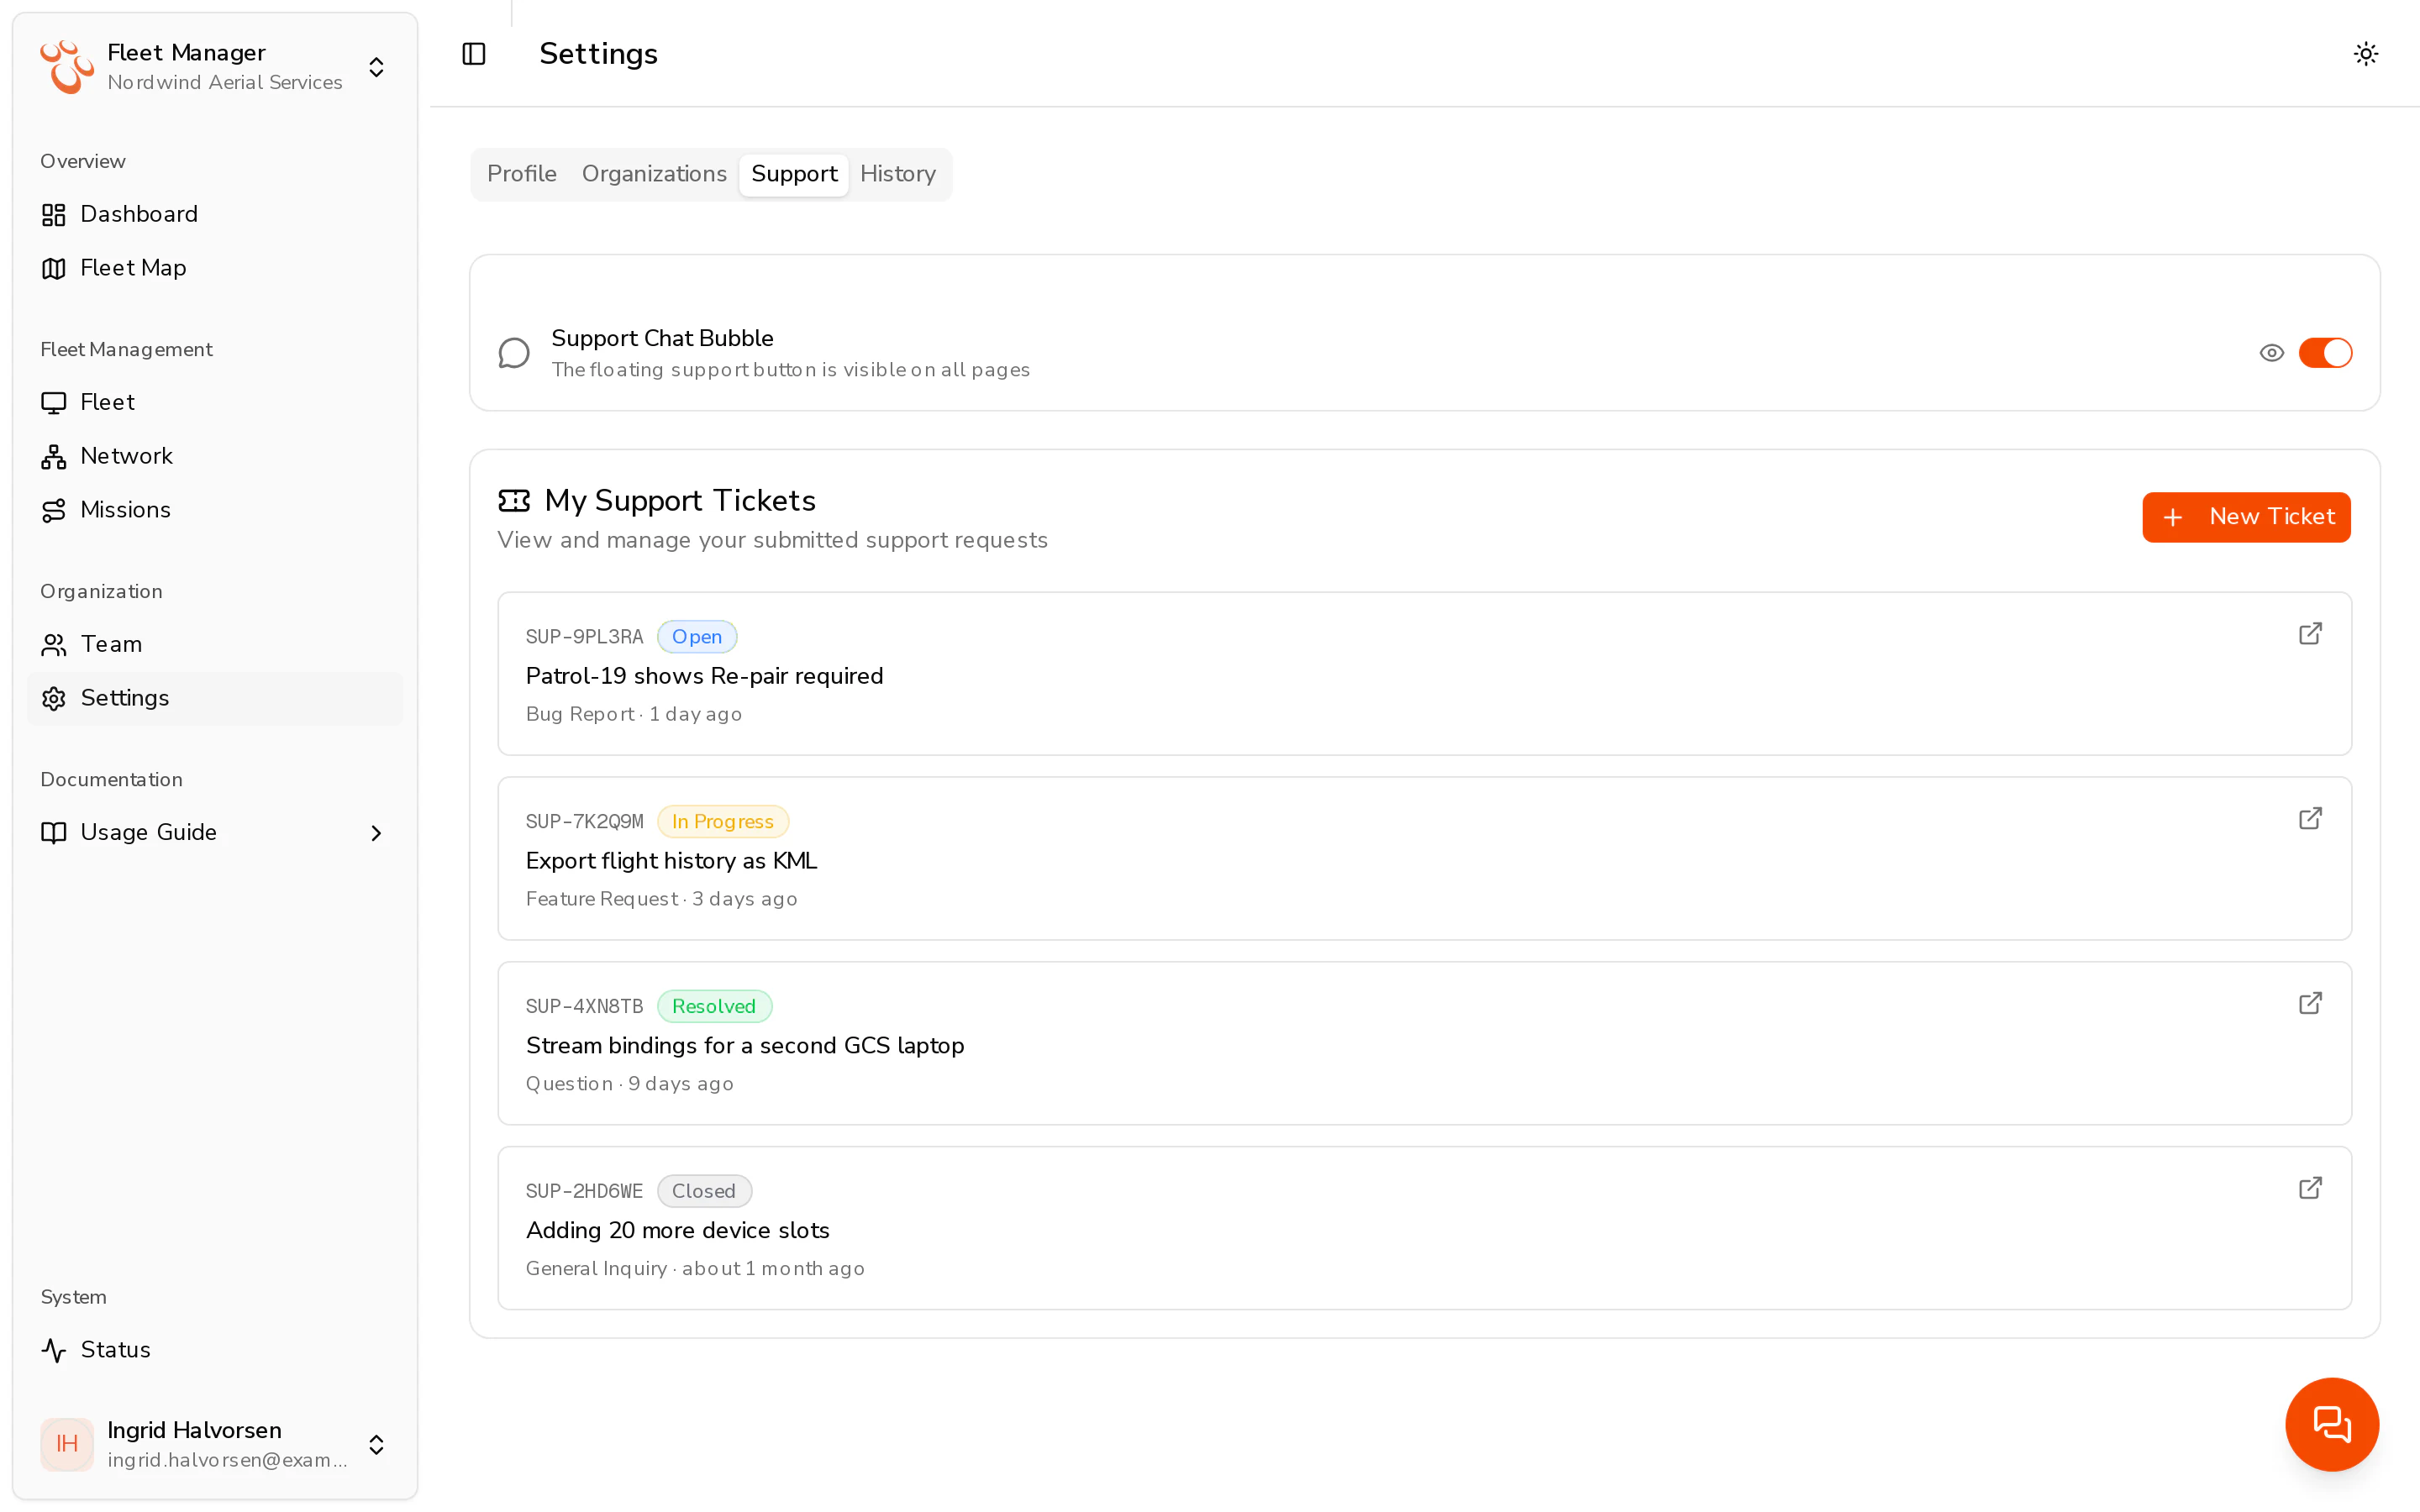 Fleet Manager
Nordwind Aerial Services
Overview
Dashboard
Fleet Map
Fleet Management
Fleet
Network
Missions
Organization
Team
Settings
Documentation
Usage Guide
System
Status
IH
Ingrid Halvorsen
ingrid.halvorsen@exam...
Settings
Profile Organizations Support History
Support Chat Bubble
The floating support button is visible on all pages
My Support Tickets
View and manage your submitted support requests
New Ticket
SUP-9PL3RA Open
Patrol-19 shows Re-pair required
Bug Report · 1 day ago
SUP-7K2Q9M In Progress
Export flight history as KML
Feature Request · 3 days ago
SUP-4XN8TB Resolved
Stream bindings for a second GCS laptop
Question · 9 days ago
SUP-2HD6WE Closed
Adding 20 more device slots
General Inquiry · about 1 month ago